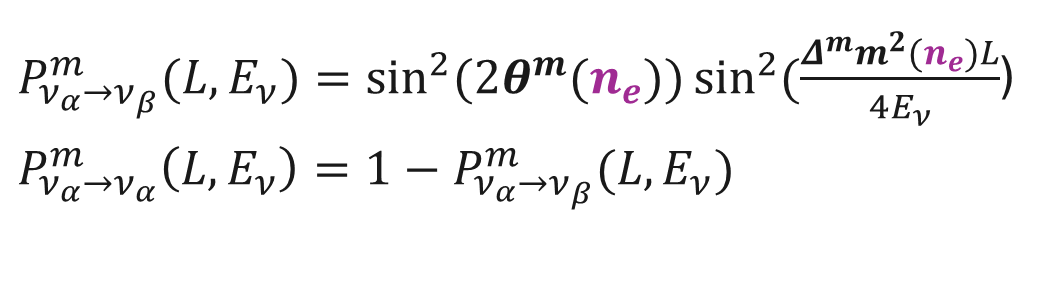 P^m_{ν_α→ν_β}(L, E_ν) = sin²(2θ^m(n_e)) sin²(Δ^m m²(n_e)L / 4E_ν)
P^m_{ν_α→ν_α}(L, E_ν) = 1 − P^m_{ν_α→ν_β}(L, E_ν)